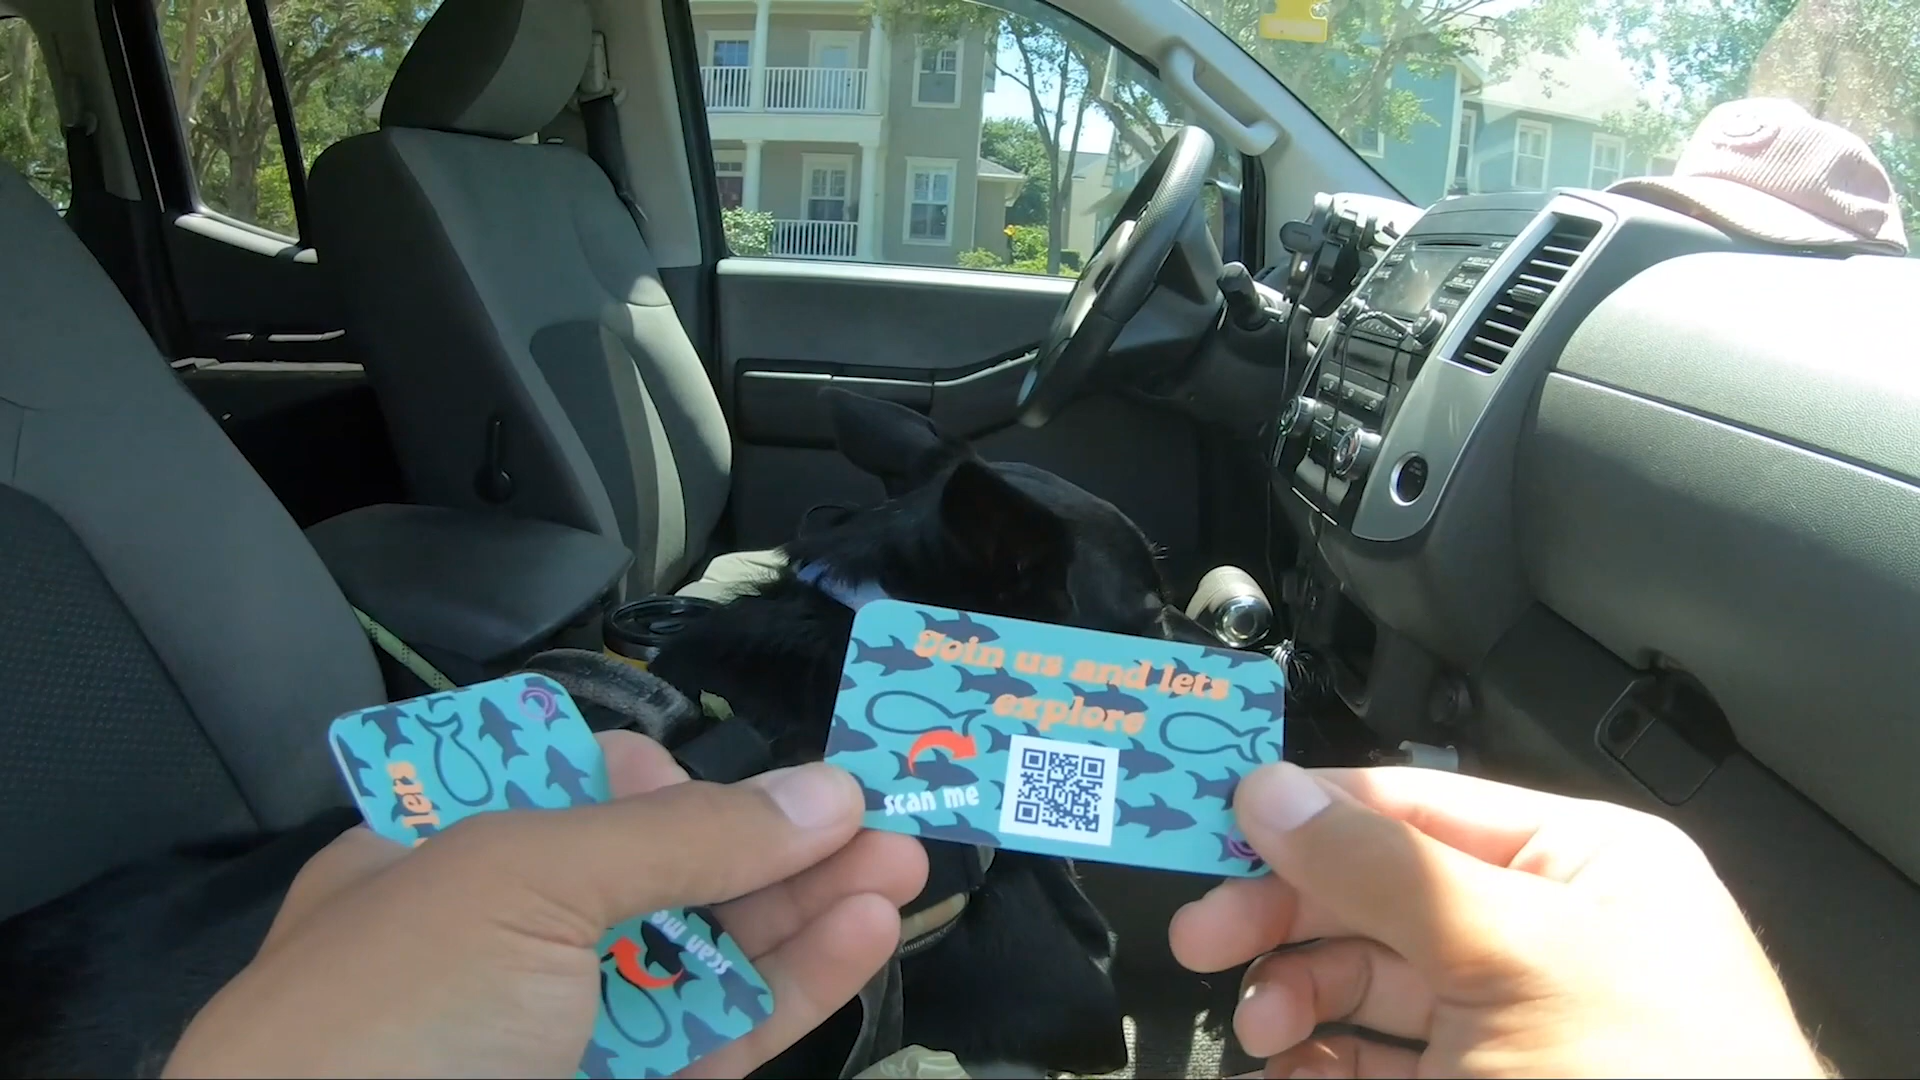 Join us and lets
explore
scan me
lets
scan me